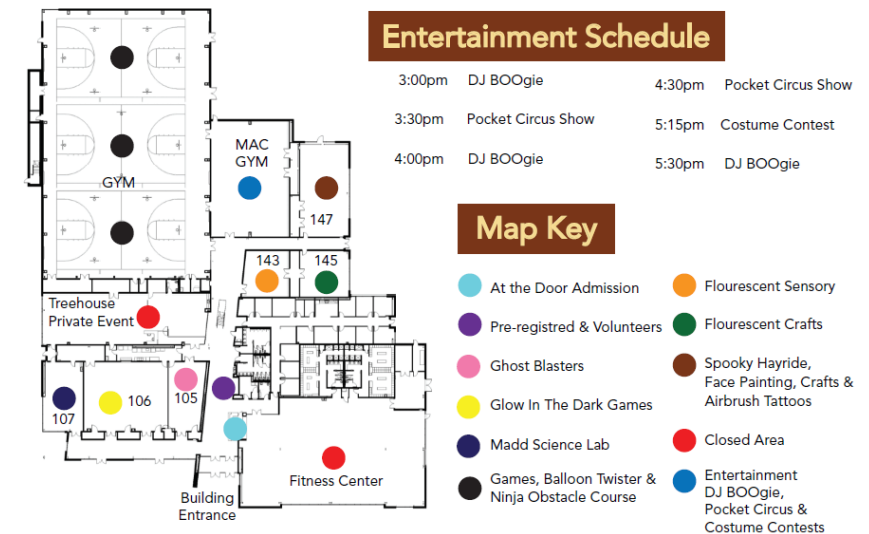 Entertainment Schedule
3:00pm DJ BOOgie
3:30pm Pocket Circus Show
4:00pm DJ BOOgie
4:30pm Pocket Circus Show
5:15pm Costume Contest
5:30pm DJ BOOgie
GYM
MAC
GYM
147
143
145
Treehouse
Private Event
107
106
105
Fitness Center
Building
Entrance
Map Key
At the Door Admission
Pre-registred & Volunteers
Ghost Blasters
Glow In The Dark Games
Madd Science Lab
Games, Balloon Twister &
Ninja Obstacle Course
Flourescent Sensory
Flourescent Crafts
Spooky Hayride,
Face Painting, Crafts &
Airbrush Tattoos
Closed Area
Entertainment
DJ BOOgie,
Pocket Circus &
Costume Contests